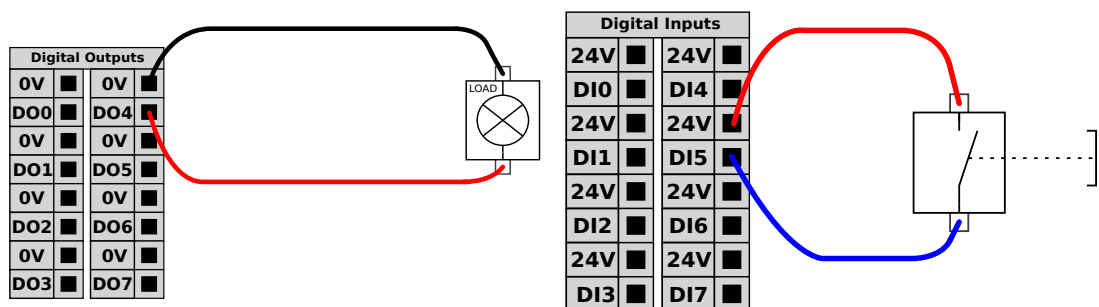 Digital Outputs
0V 0V
DO0 DO4
0V 0V
DO1 DO5
0V 0V
DO2 DO6
0V 0V
DO3 DO7
LOAD
Digital Inputs
24V 24V
DI0 DI4
24V 24V
DI1 DI5
24V 24V
DI2 DI6
24V 24V
DI3 DI7